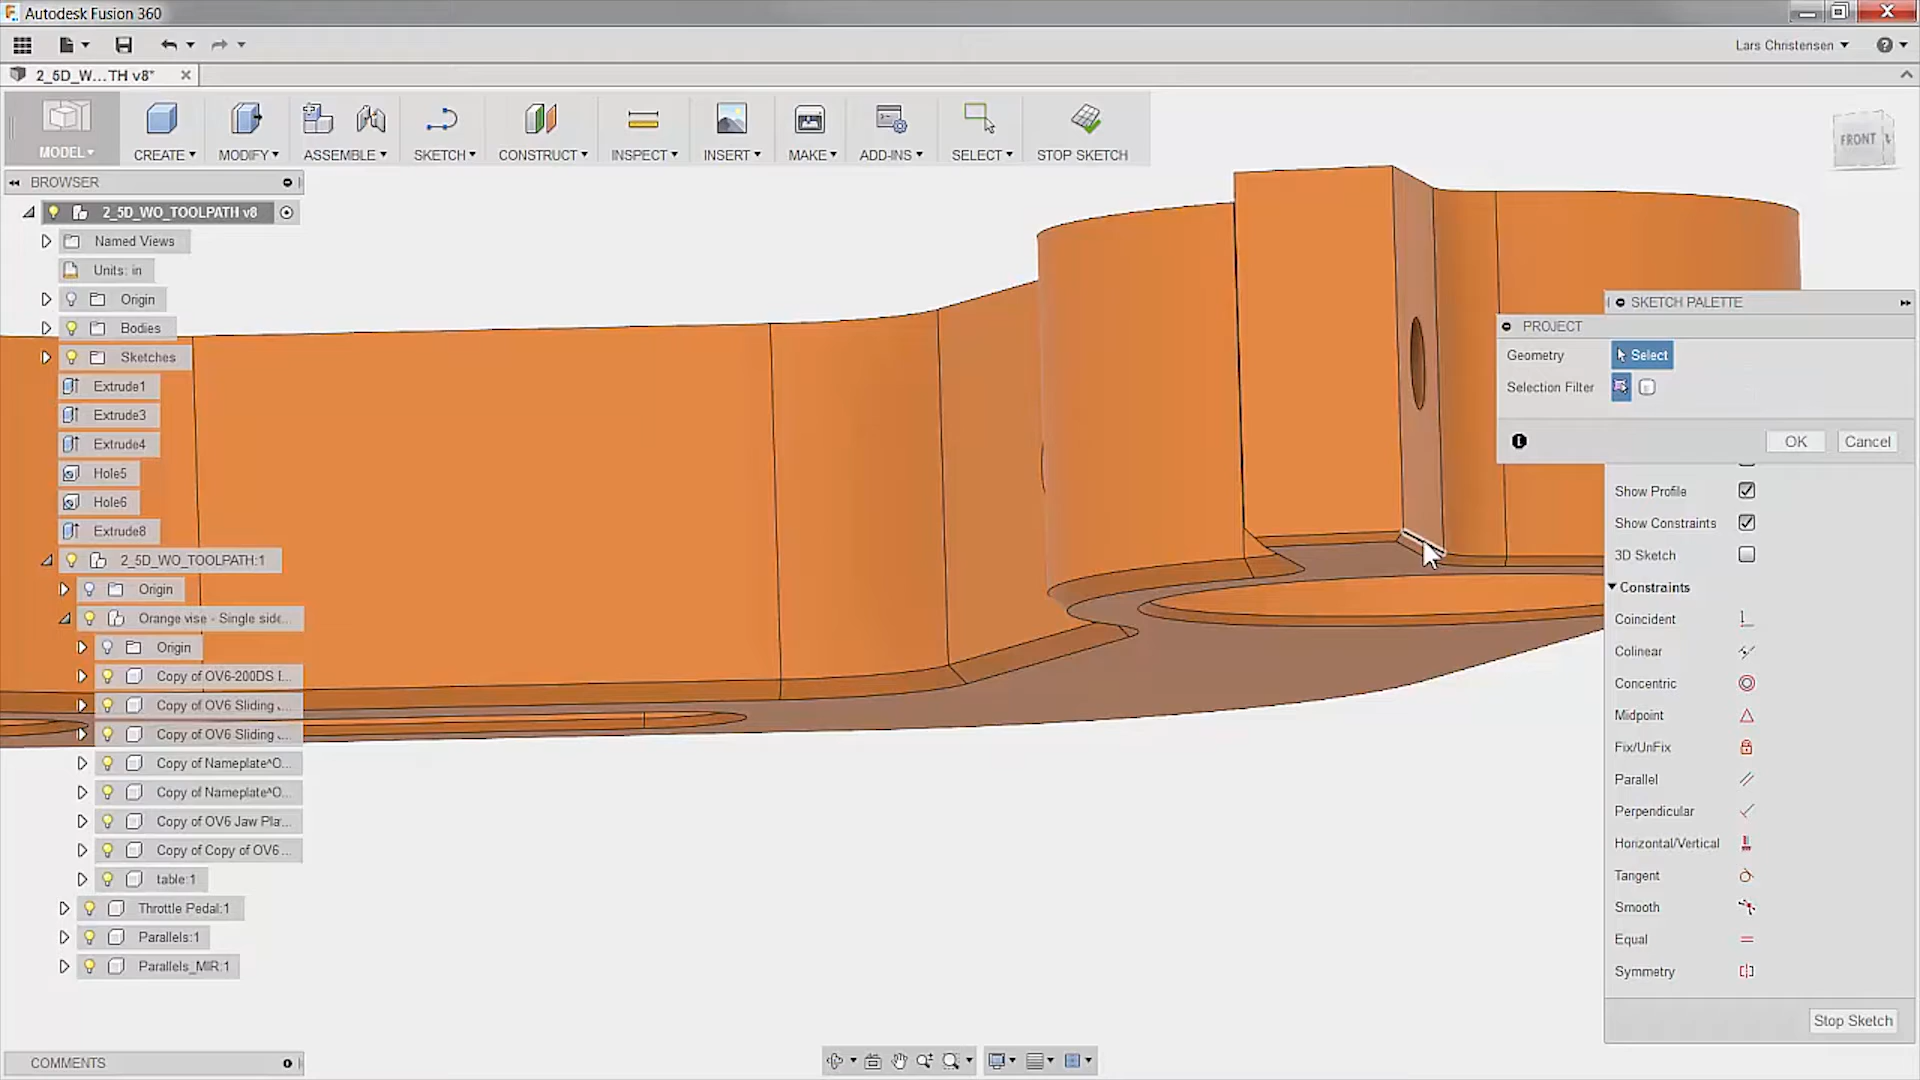 Autodesk Fusion 360
Lars Christensen
2_5D_W...TH v8*
MODEL
CREATE
MODIFY
ASSEMBLE
SKETCH
CONSTRUCT
INSPECT
INSERT
MAKE
ADD-INS
SELECT
STOP SKETCH
FRONT
BROWSER
2_5D_WO_TOOLPATH v8
Named Views
Units: in
Origin
Bodies
Sketches
Extrude1
Extrude3
Extrude4
Hole5
Hole6
Extrude8
2_5D_WO_TOOLPATH:1
Origin
Orange vise - Single side...
Origin
Copy of OV6-200DS E...
Copy of OV6 Sliding ...
Copy of OV6 Sliding ...
Copy of Nameplate^O...
Copy of Nameplate^O...
Copy of OV6 Jaw Pla...
Copy of Copy of OV6 ...
table:1
Throttle Pedal:1
Parallels:1
Parallels_MIR:1
COMMENTS
SKETCH PALETTE
PROJECT
Geometry
Select
Selection Filter
OK
Cancel
Show Profile
Show Constraints
3D Sketch
Constraints
Coincident
Colinear
Concentric
Midpoint
Fix/UnFix
Parallel
Perpendicular
Horizontal/Vertical
Tangent
Smooth
Equal
Symmetry
Stop Sketch